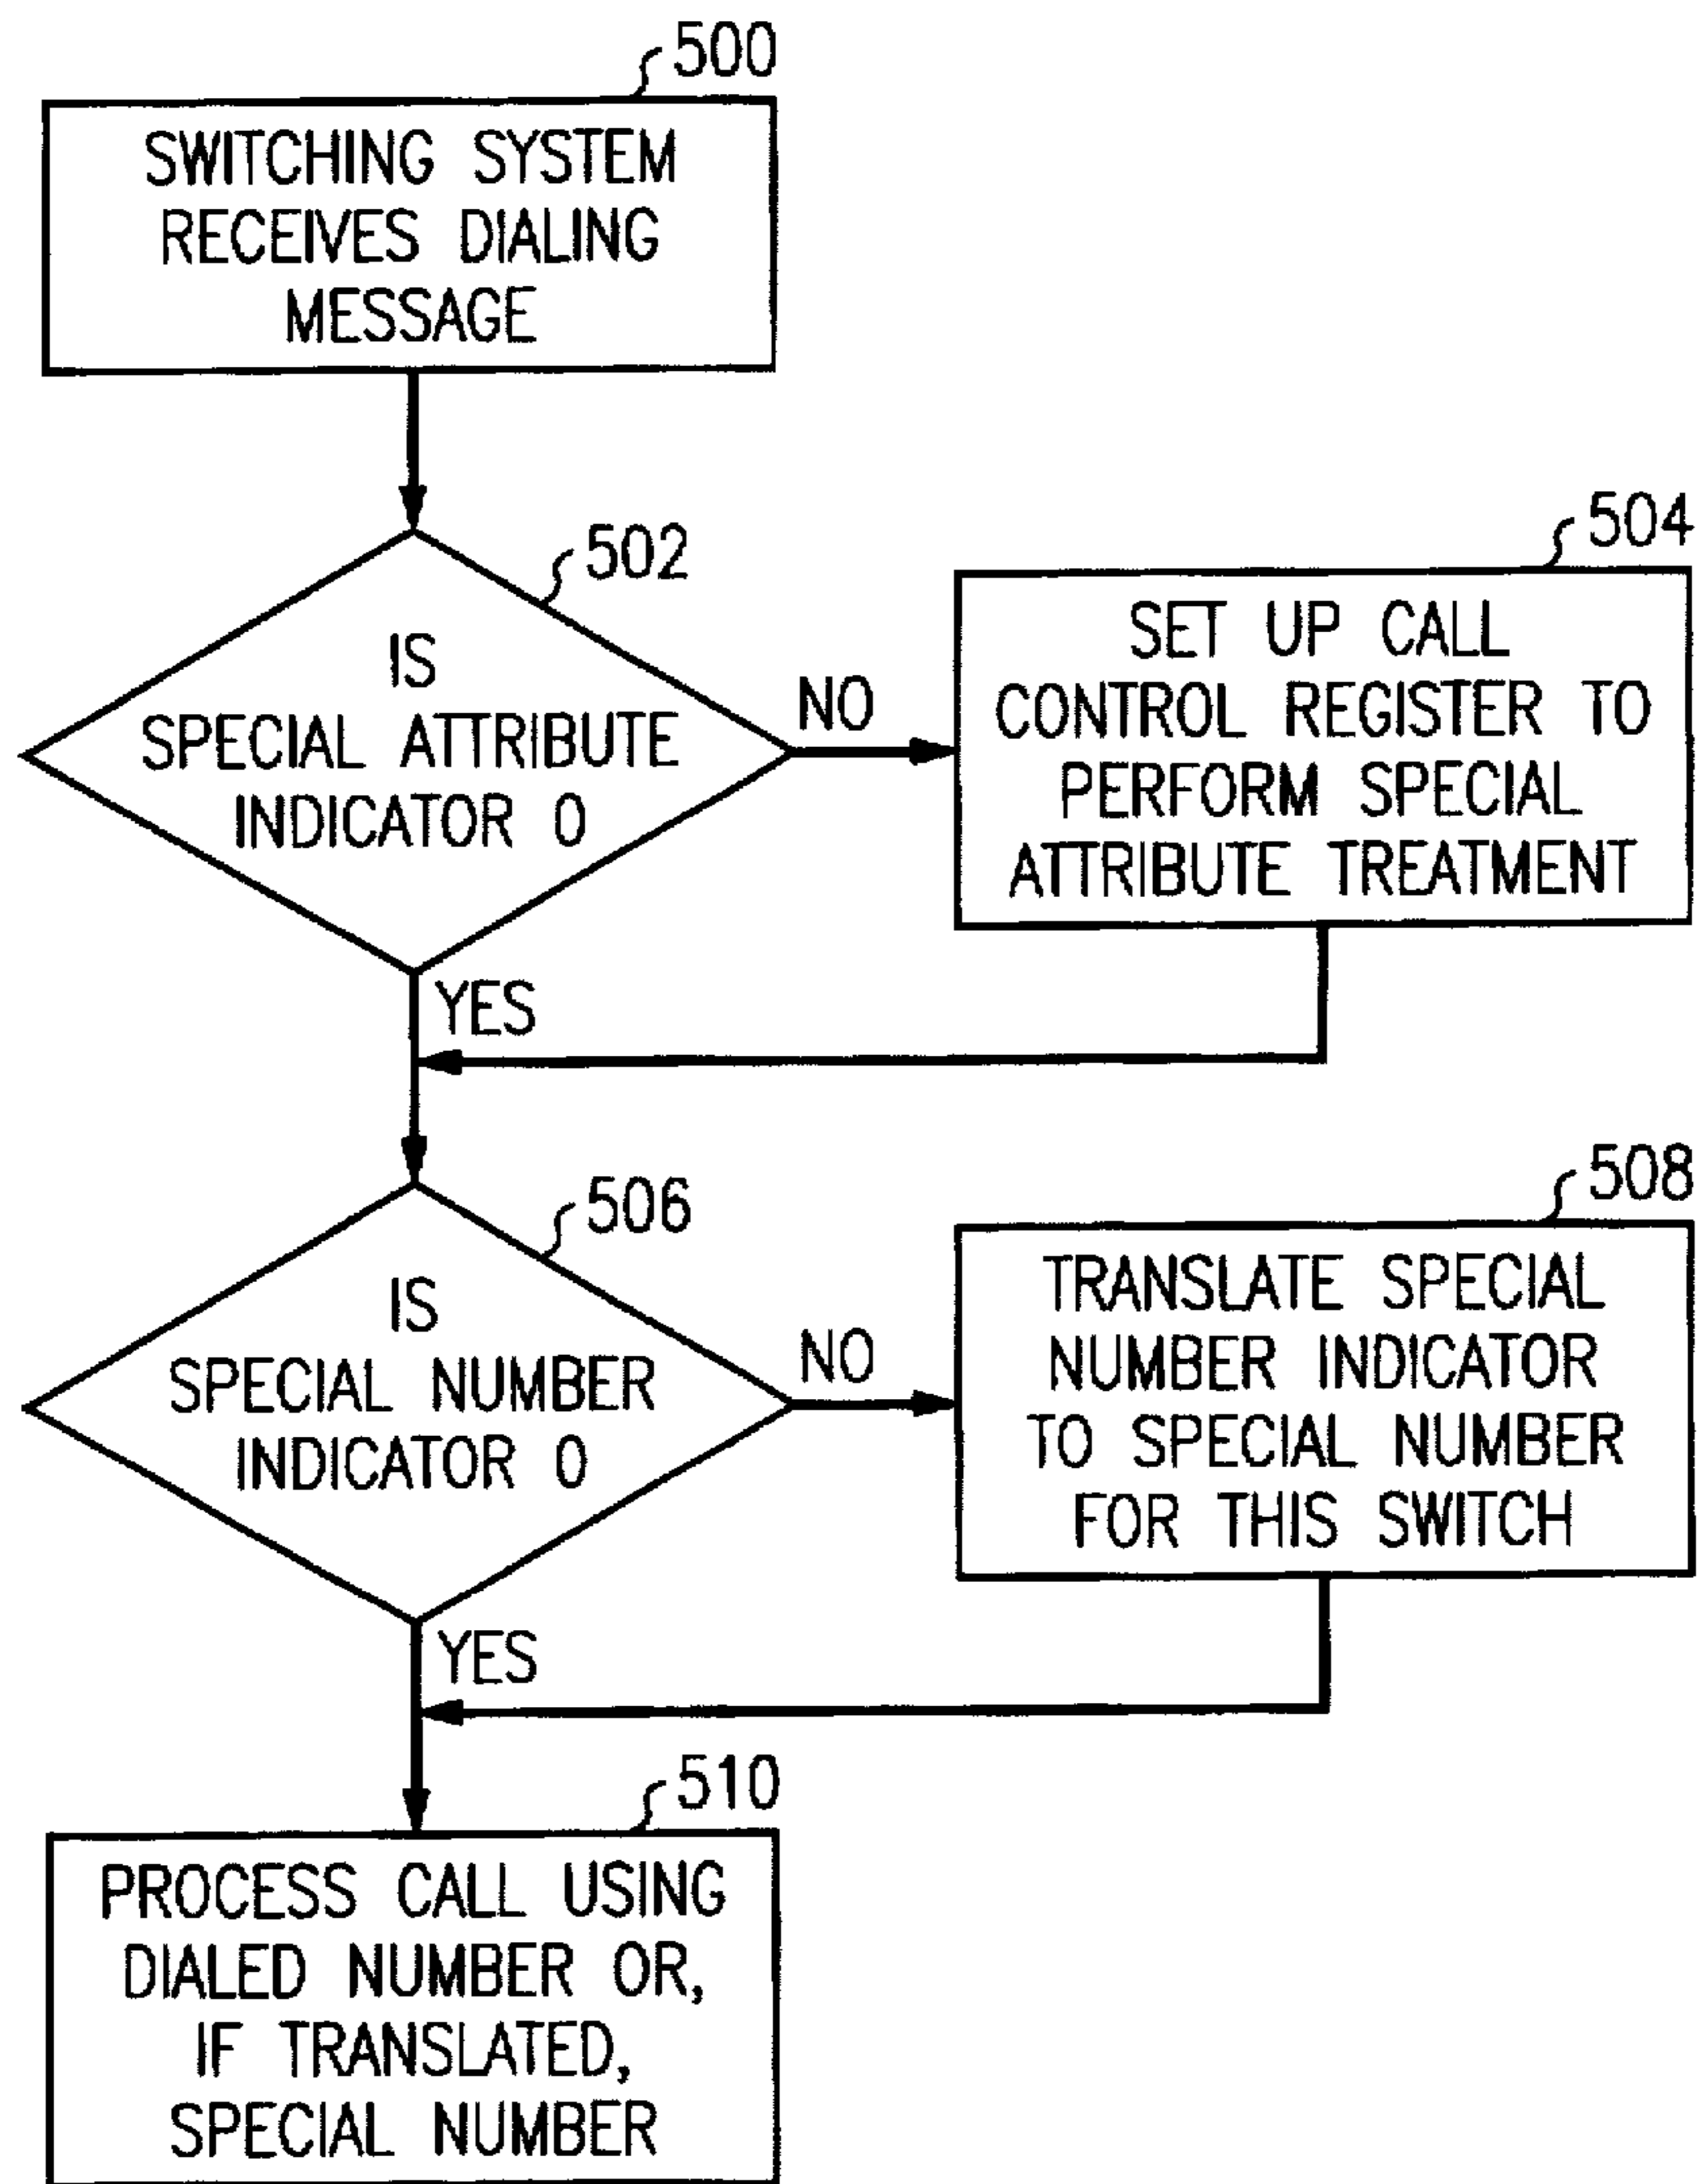 500
SWITCHING SYSTEM
RECEIVES DIALING
MESSAGE
502
IS
SPECIAL ATTRIBUTE
INDICATOR 0
NO
YES
504
SET UP CALL
CONTROL REGISTER TO
PERFORM SPECIAL
ATTRIBUTE TREATMENT
506
IS
SPECIAL NUMBER
INDICATOR 0
NO
YES
508
TRANSLATE SPECIAL
NUMBER INDICATOR
TO SPECIAL NUMBER
FOR THIS SWITCH
510
PROCESS CALL USING
DIALED NUMBER OR,
IF TRANSLATED,
SPECIAL NUMBER